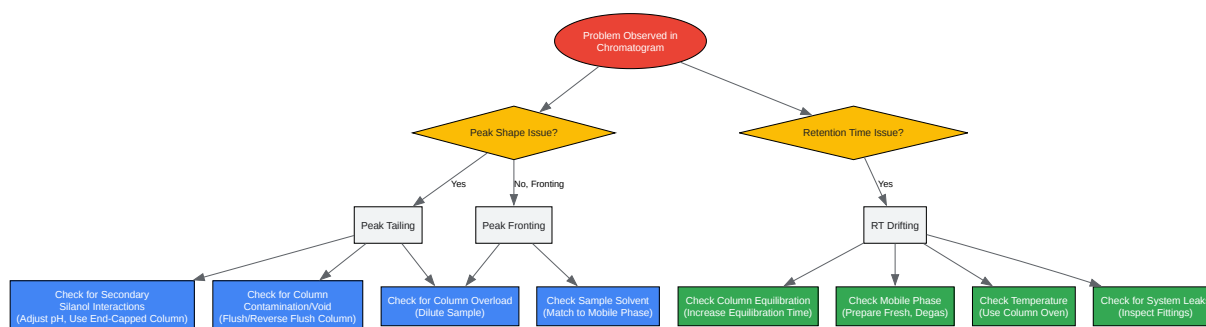 Problem Observed in
Chromatogram
Peak Shape Issue?
Retention Time Issue?
Yes
No, Fronting
Yes
Peak Tailing
Peak Fronting
RT Drifting
Check for Secondary
Silanol Interactions
(Adjust pH, Use End-Capped Column)
Check for Column
Contamination/Void
(Flush/Reverse Flush Column)
Check for Column Overload
(Dilute Sample)
Check Sample Solvent
(Match to Mobile Phase)
Check Column Equilibration
(Increase Equilibration Time)
Check Mobile Phase
(Prepare Fresh, Degas)
Check Temperature
(Use Column Oven)
Check for System Leaks
(Inspect Fittings)